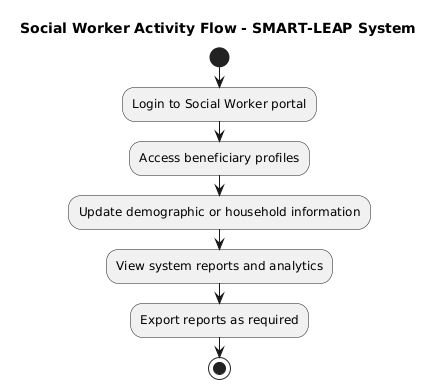 Social Worker Activity Flow - SMART-LEAP System
Login to Social Worker portal
Access beneficiary profiles
Update demographic or household information
View system reports and analytics
Export reports as required